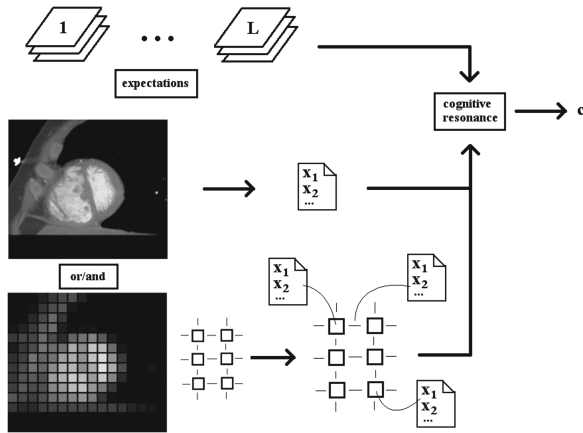 1 ... L
expectations
cognitive
resonance
c
x1
x2
...
or/and
x1
x2
...
x1
x2
...
x1
x2
...